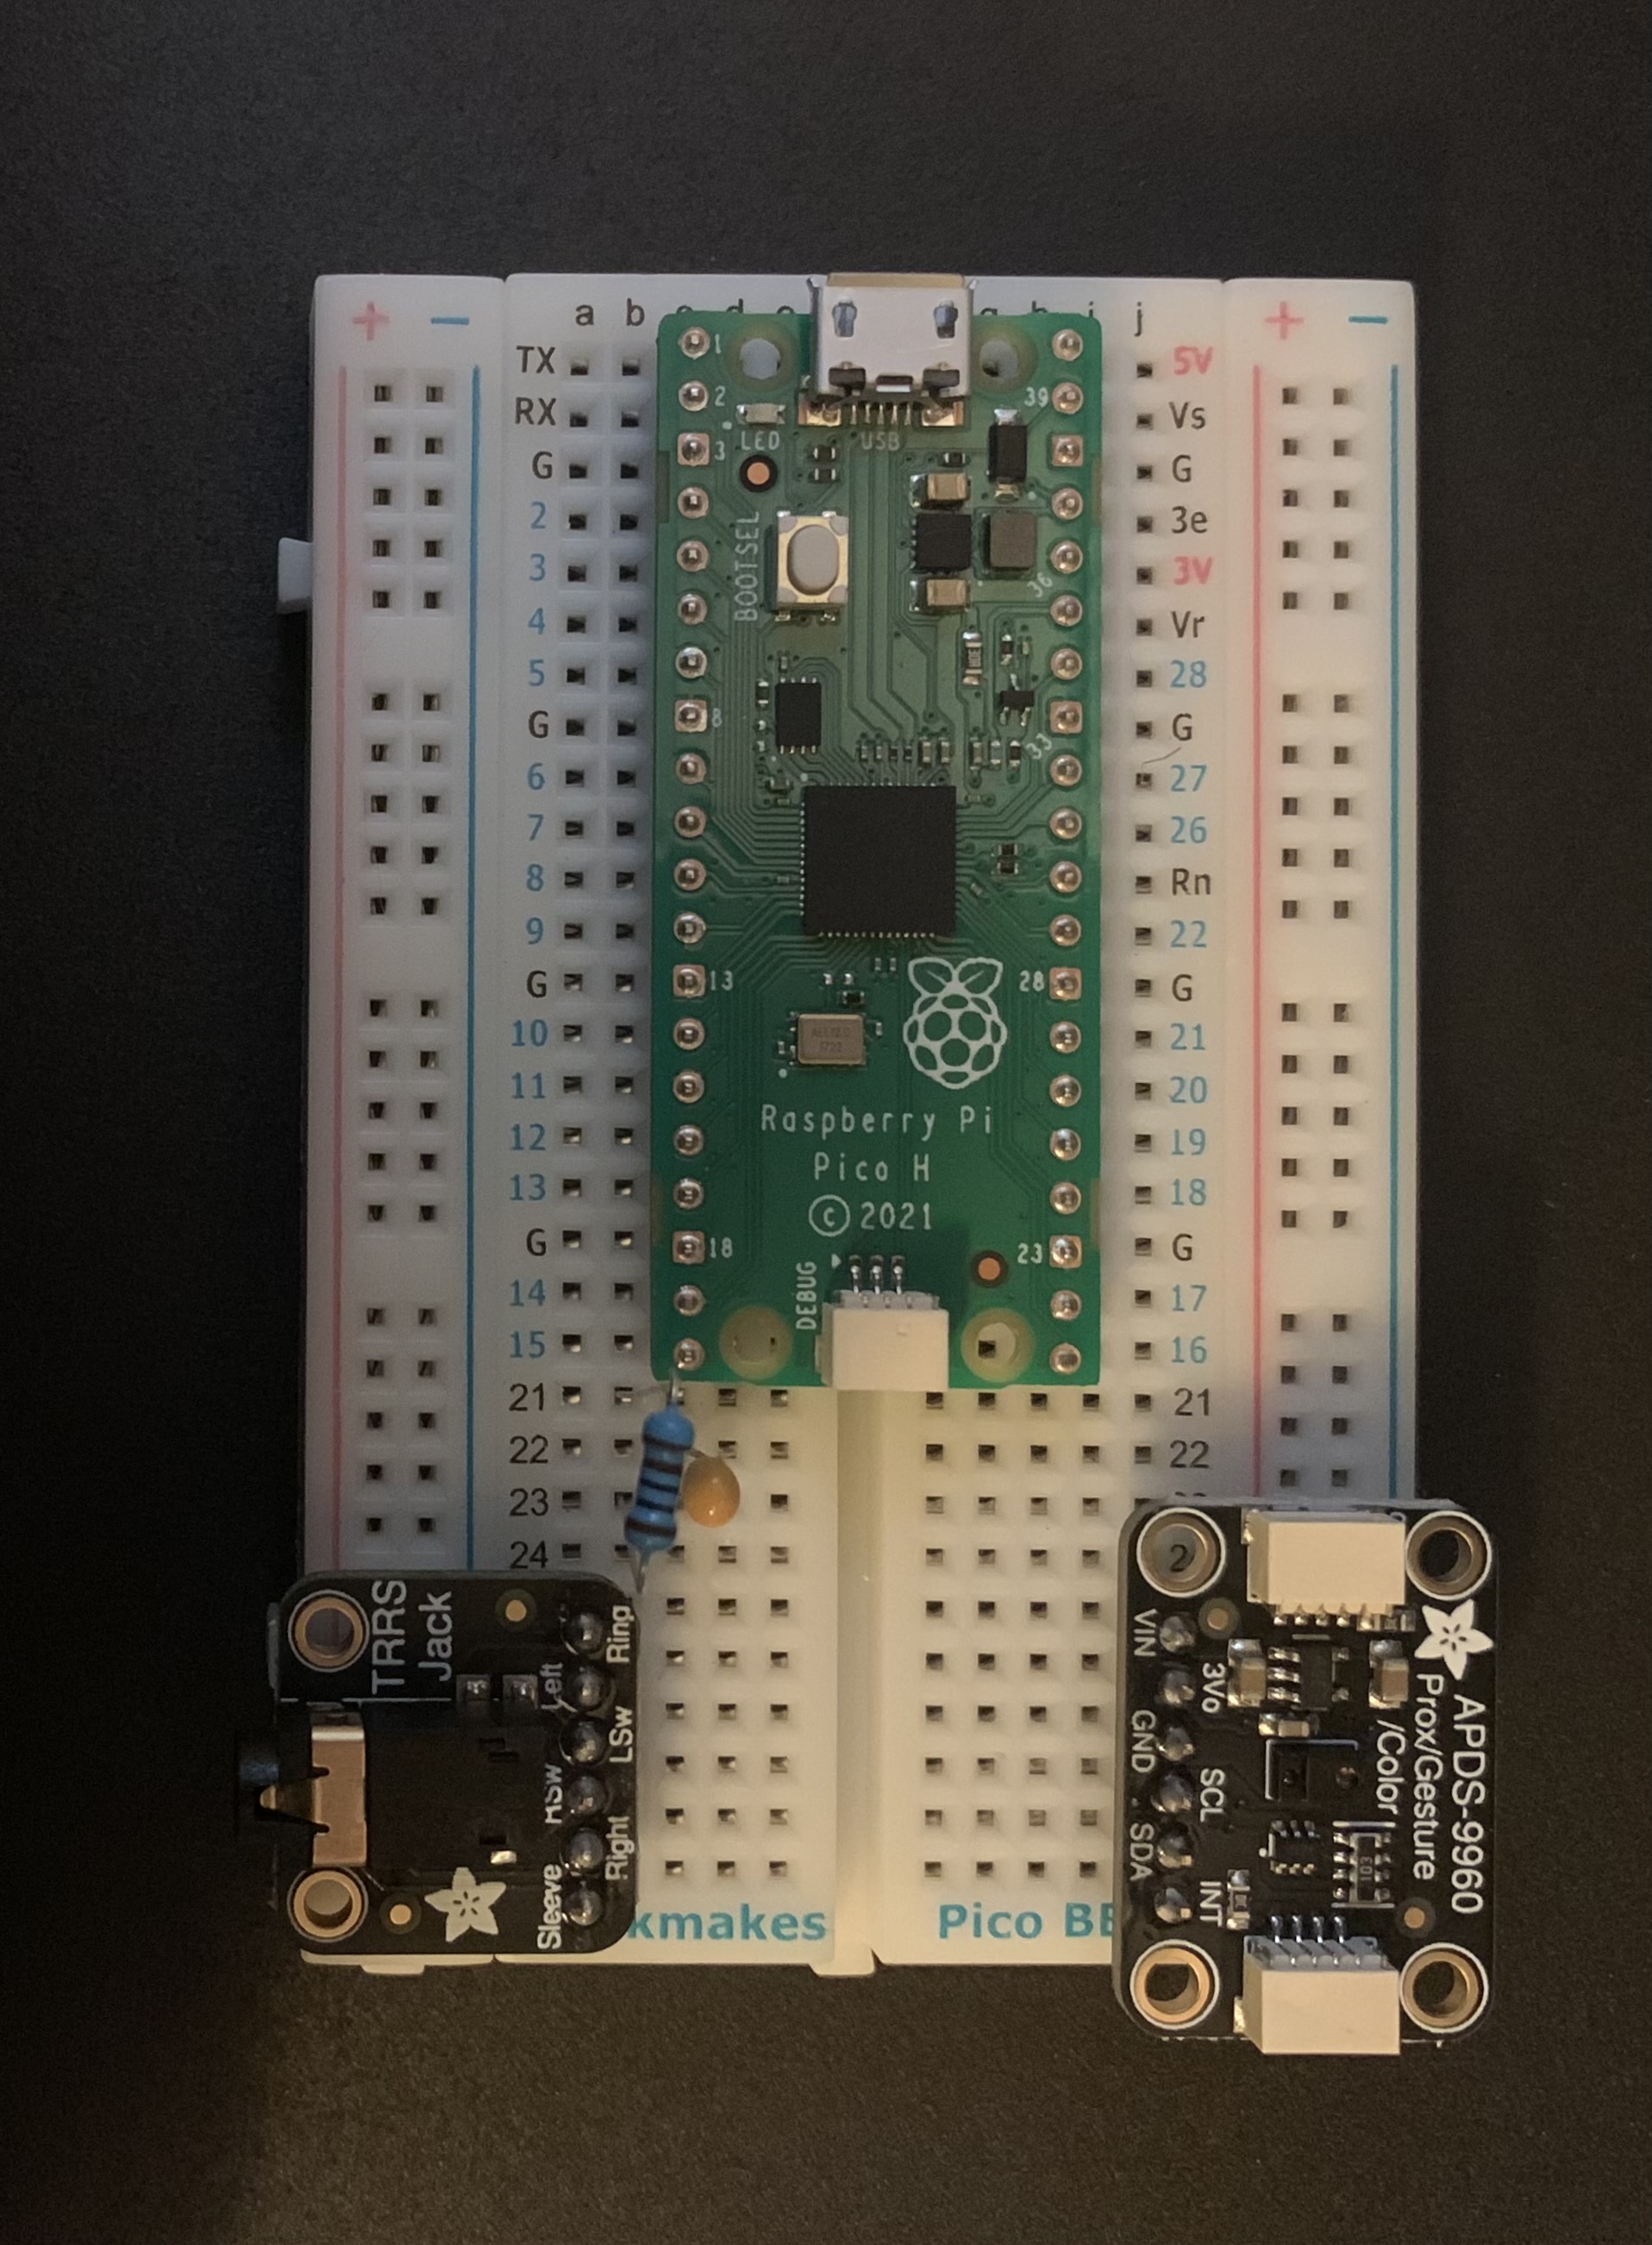 + − a b j + −
TX 5V
RX Vs
G G
2 3e
3 3V
4 Vr
5 28
G G
6 27
7 26
8 Rn
9 22
G G
10 21
11 20
12 19
13 18
G G
14 17
15 16
21 21
22 22
23
24
1
2
3
39
LED
USB
BOOTSEL
36
8
33
13
28
Raspberry Pi
Pico H
© 2021
18
23
DEBUG
TRRS
Jack
Ring
Left
LSw
RSw
Right
Sleeve
2
VIN
3Vo
GND
SCL
SDA
INT
APDS-9960
Prox/Gesture
/Color
103
kmakes
Pico BB